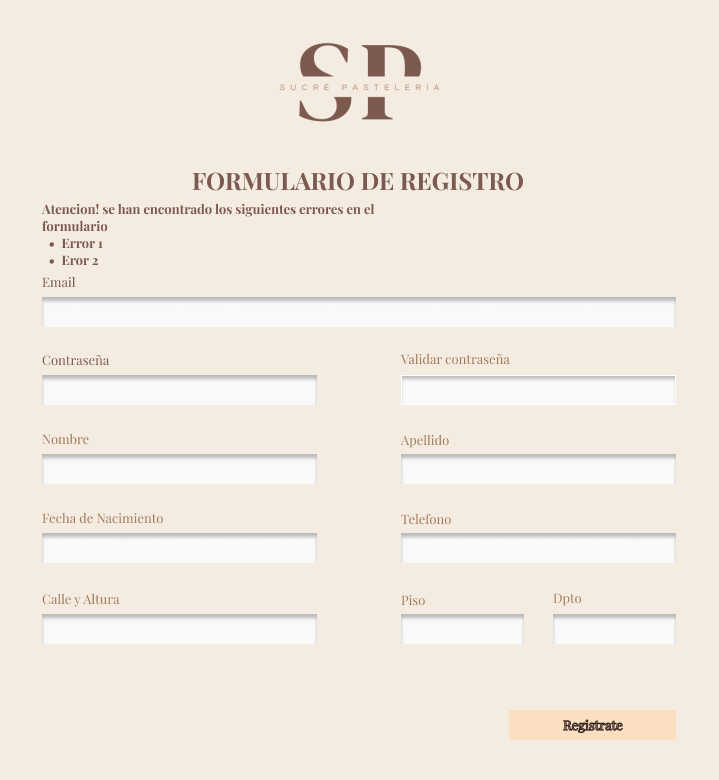 SP
SUCRÉ PASTELERIA
FORMULARIO DE REGISTRO
Atencion! se han encontrado los siguientes errores en el
formulario
• Error 1
• Eror 2
Email
Contraseña Validar contraseña
Nombre Apellido
Fecha de Nacimiento Telefono
Calle y Altura Piso Dpto
Registrate